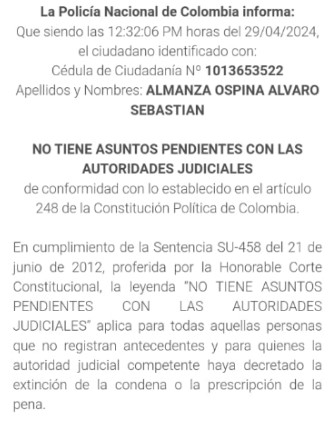 La Policía Nacional de Colombia informa:
Que siendo las 12:32:06 PM horas del 29/04/2024,
el ciudadano identificado con:
Cédula de Ciudadanía Nº 1013653522
Apellidos y Nombres: ALMANZA OSPINA ALVARO
SEBASTIAN
NO TIENE ASUNTOS PENDIENTES CON LAS
AUTORIDADES JUDICIALES
de conformidad con lo establecido en el artículo
248 de la Constitución Política de Colombia.
En cumplimiento de la Sentencia SU-458 del 21 de
junio de 2012, proferida por la Honorable Corte
Constitucional, la leyenda “NO TIENE ASUNTOS
PENDIENTES CON LAS AUTORIDADES
JUDICIALES” aplica para todas aquellas personas
que no registran antecedentes y para quienes la
autoridad judicial competente haya decretado la
extinción de la condena o la prescripción de la
pena.